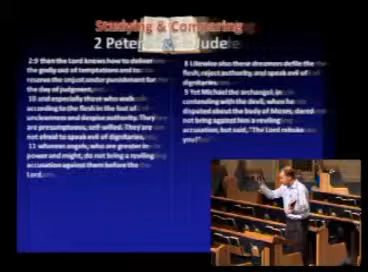 Studying & Comparing
2 Peter & Jude
2:9 then the Lord knows how to deliver
the godly out of temptations and to
reserve the unjust under punishment for
the day of judgment,
10 and especially those who walk
according to the flesh in the lust of
uncleanness and despise authority. They
are presumptuous, self-willed. They are
not afraid to speak evil of dignitaries.
11 whereas angels, who are greater in
power and might, do not bring a reviling
accusation against them before the
Lord.
8 Likewise also these dreamers defile the
flesh, reject authority, and speak evil of
dignitaries.
9 Yet Michael the archangel, in
contending with the devil, when he
disputed about the body of Moses, dared
not bring against him a reviling
accusation, but said, "The Lord rebuke
you!"